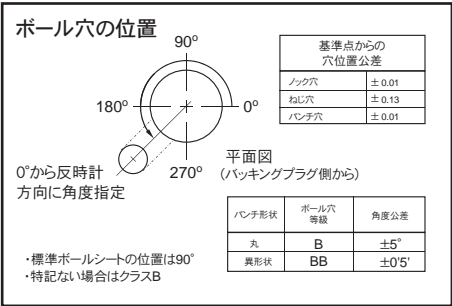 ボール穴の位置
90°
180°
0°
270°
0°から反時計
方向に角度指定
平面図
(バッキングプラグ側から)
基準点からの
穴位置公差
ノック穴 ± 0.01
ねじ穴 ± 0.13
パンチ穴 ± 0.01
パンチ形状 ボール穴等級 角度公差
丸 B ±5°
異形状 BB ±0'5'
・標準ボールシートの位置は90°
・特記ない場合はクラスB